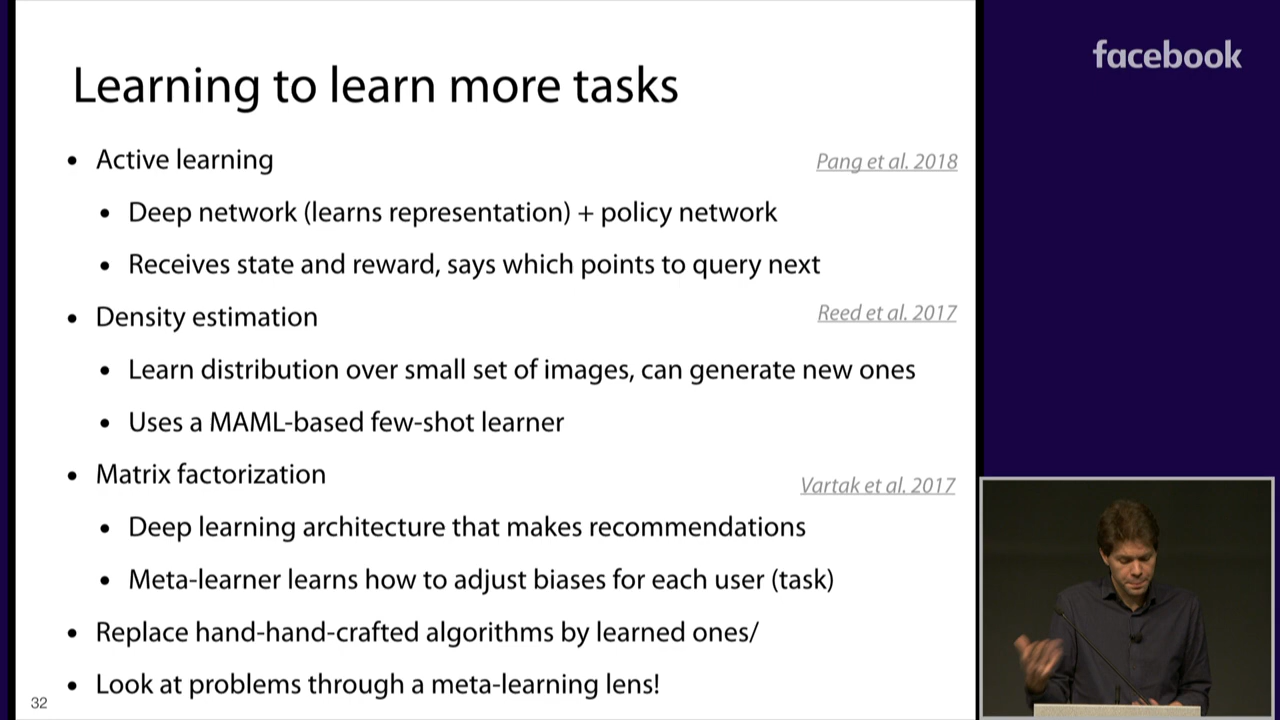 facebook
Learning to learn more tasks
• Active learning
Pang et al. 2018
• Deep network (learns representation) + policy network
• Receives state and reward, says which points to query next
• Density estimation
Reed et al. 2017
• Learn distribution over small set of images, can generate new ones
• Uses a MAML-based few-shot learner
• Matrix factorization
Vartak et al. 2017
• Deep learning architecture that makes recommendations
• Meta-learner learns how to adjust biases for each user (task)
• Replace hand-hand-crafted algorithms by learned ones/
• Look at problems through a meta-learning lens!
32